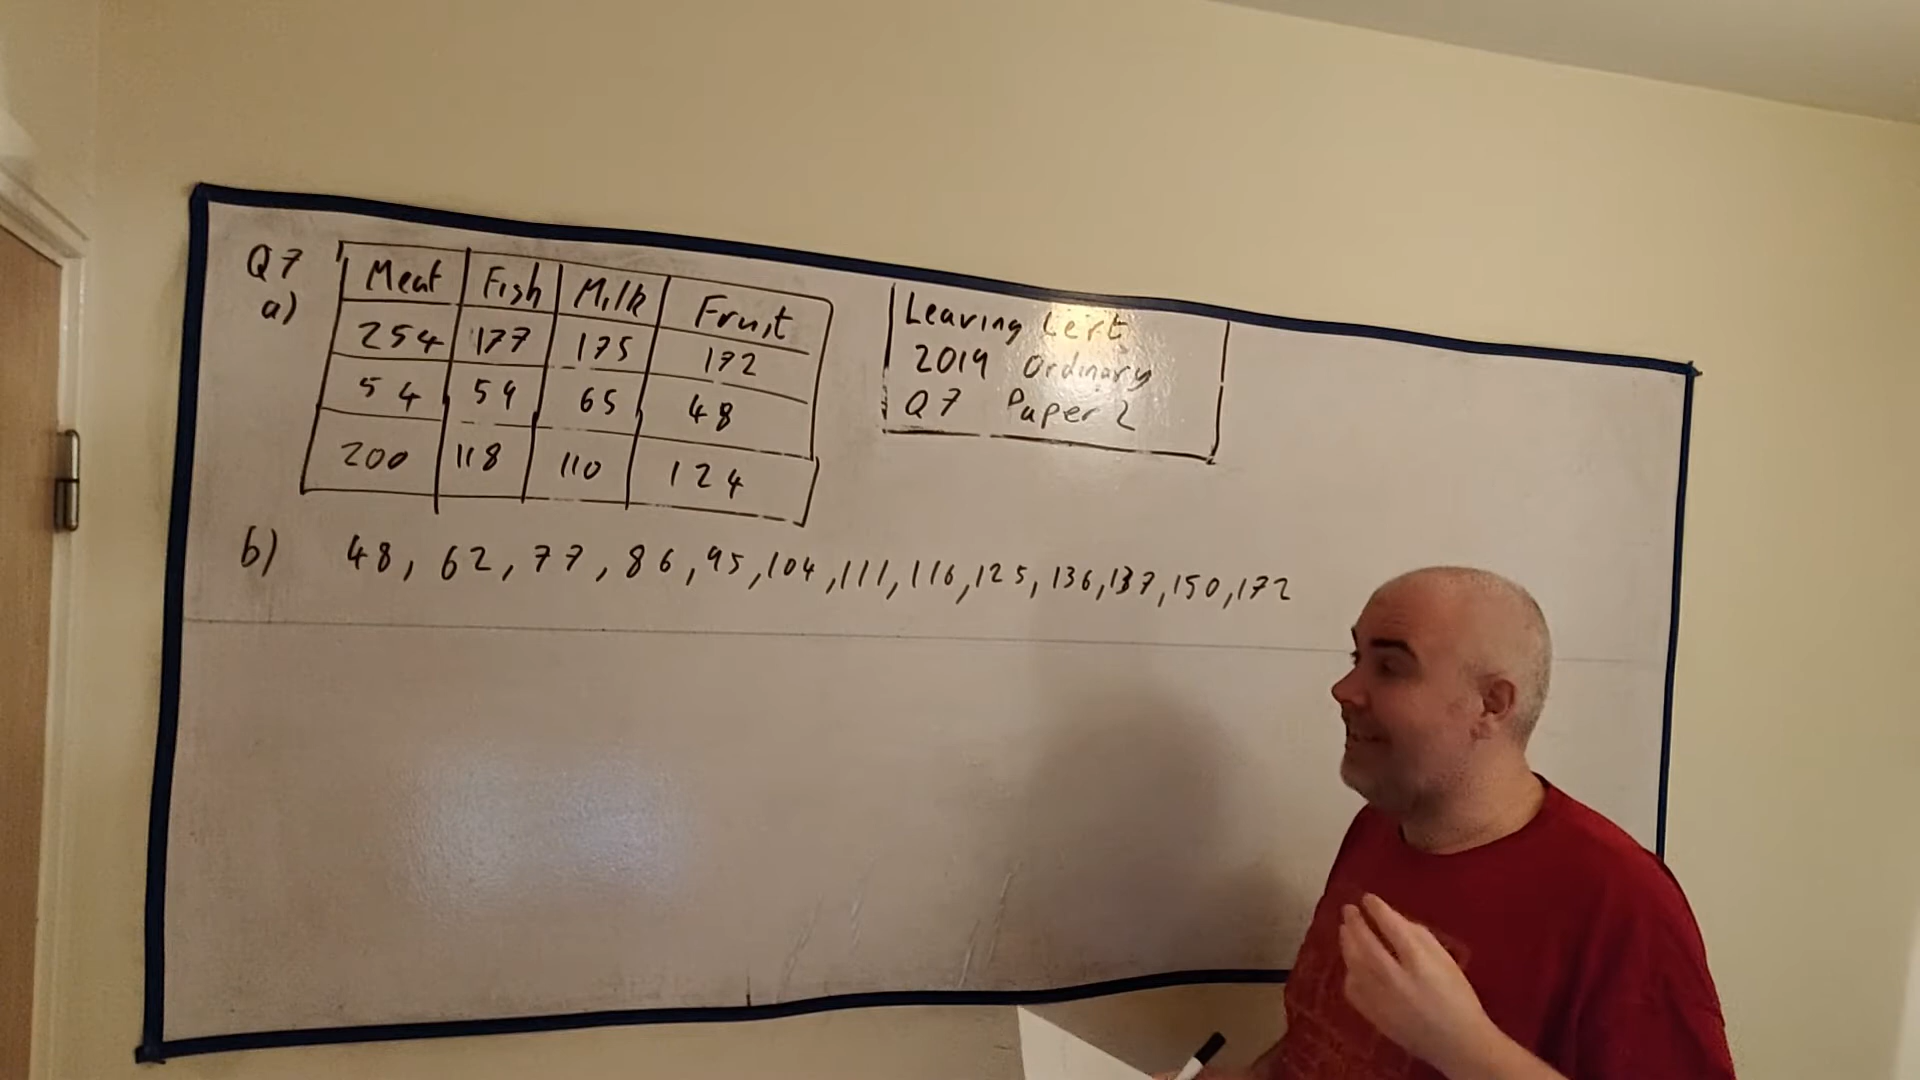 Q7
a)
Meat Fish Milk Fruit
254 177 175 172
54 59 65 48
200 118 110 124
Leaving Cert
2019 Ordinary
Q7 Paper 2
b) 48, 62, 77, 86, 95, 104, 111, 116, 125, 136, 137, 150, 172